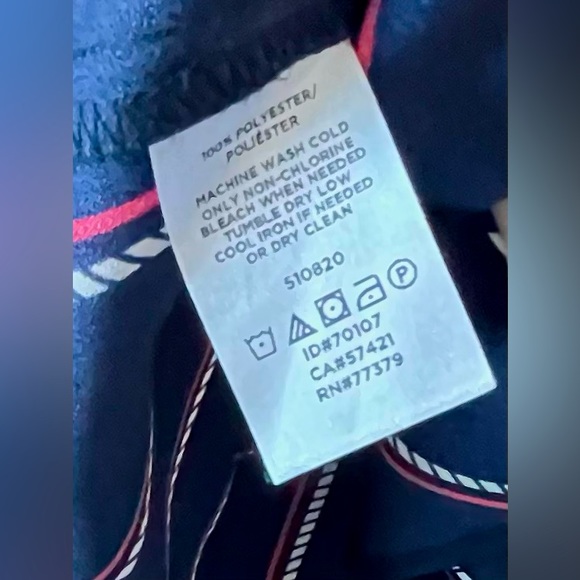 100% POLYESTER/
POLIÉSTER
MACHINE WASH COLD
ONLY NON-CHLORINE
BLEACH WHEN NEEDED
TUMBLE DRY LOW
COOL IRON IF NEEDED
OR DRY CLEAN
510820
P
ID#70107
CA#57421
RN#77379